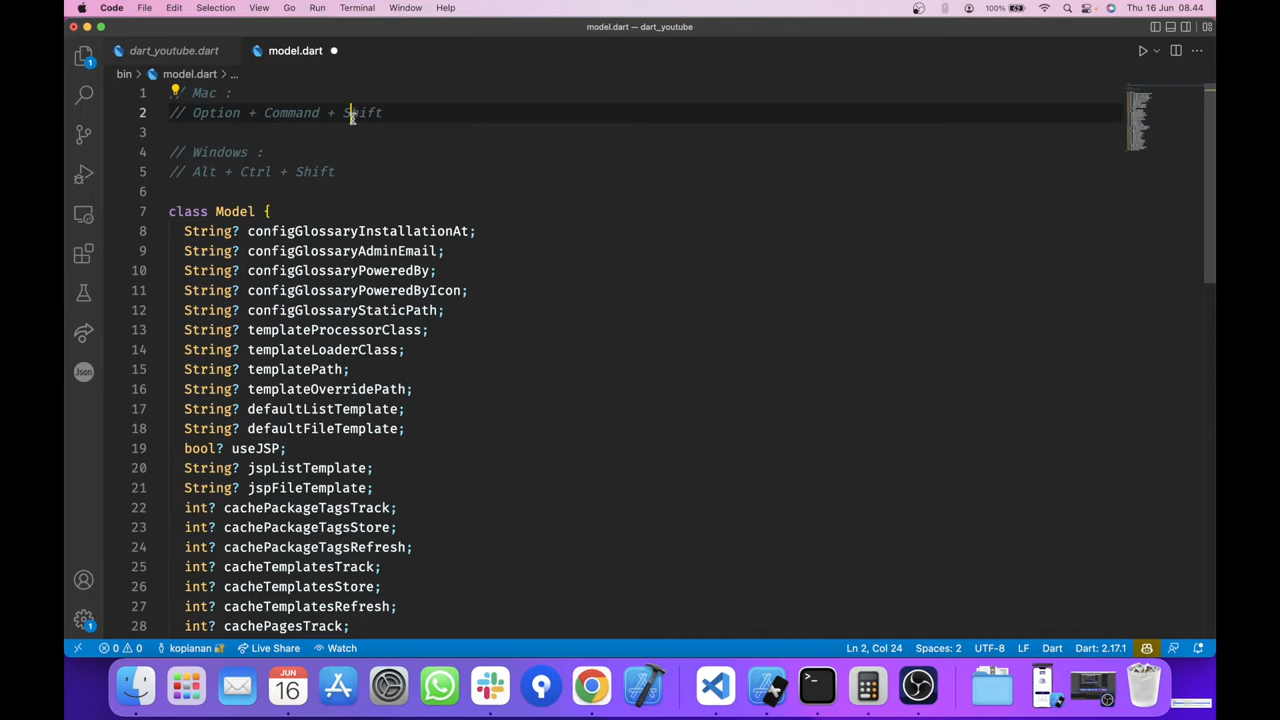 Code File Edit Selection View Go Run Terminal Window Help 100% Thu 16 Jun 08.44
model.dart — dart_youtube
dart_youtube.dart model.dart
bin model.dart ...
1 // Mac :
2 // Option + Command + Shift
3
4 // Windows :
5 // Alt + Ctrl + Shift
6
7 class Model {
8 String? configGlossaryInstallationAt;
9 String? configGlossaryAdminEmail;
10 String? configGlossaryPoweredBy;
11 String? configGlossaryPoweredByIcon;
12 String? configGlossaryStaticPath;
13 String? templateProcessorClass;
14 String? templateLoaderClass;
15 String? templatePath;
16 String? templateOverridePath;
17 String? defaultListTemplate;
18 String? defaultFileTemplate;
19 bool? useJSP;
20 String? jspListTemplate;
21 String? jspFileTemplate;
22 int? cachePackageTagsTrack;
23 int? cachePackageTagsStore;
24 int? cachePackageTagsRefresh;
25 int? cacheTemplatesTrack;
26 int? cacheTemplatesStore;
27 int? cacheTemplatesRefresh;
28 int? cachePagesTrack;
1
Json
1
0 0 kopianan Live Share Watch Ln 2, Col 24 Spaces: 2 UTF-8 LF Dart Dart: 2.17.1
JUN
16